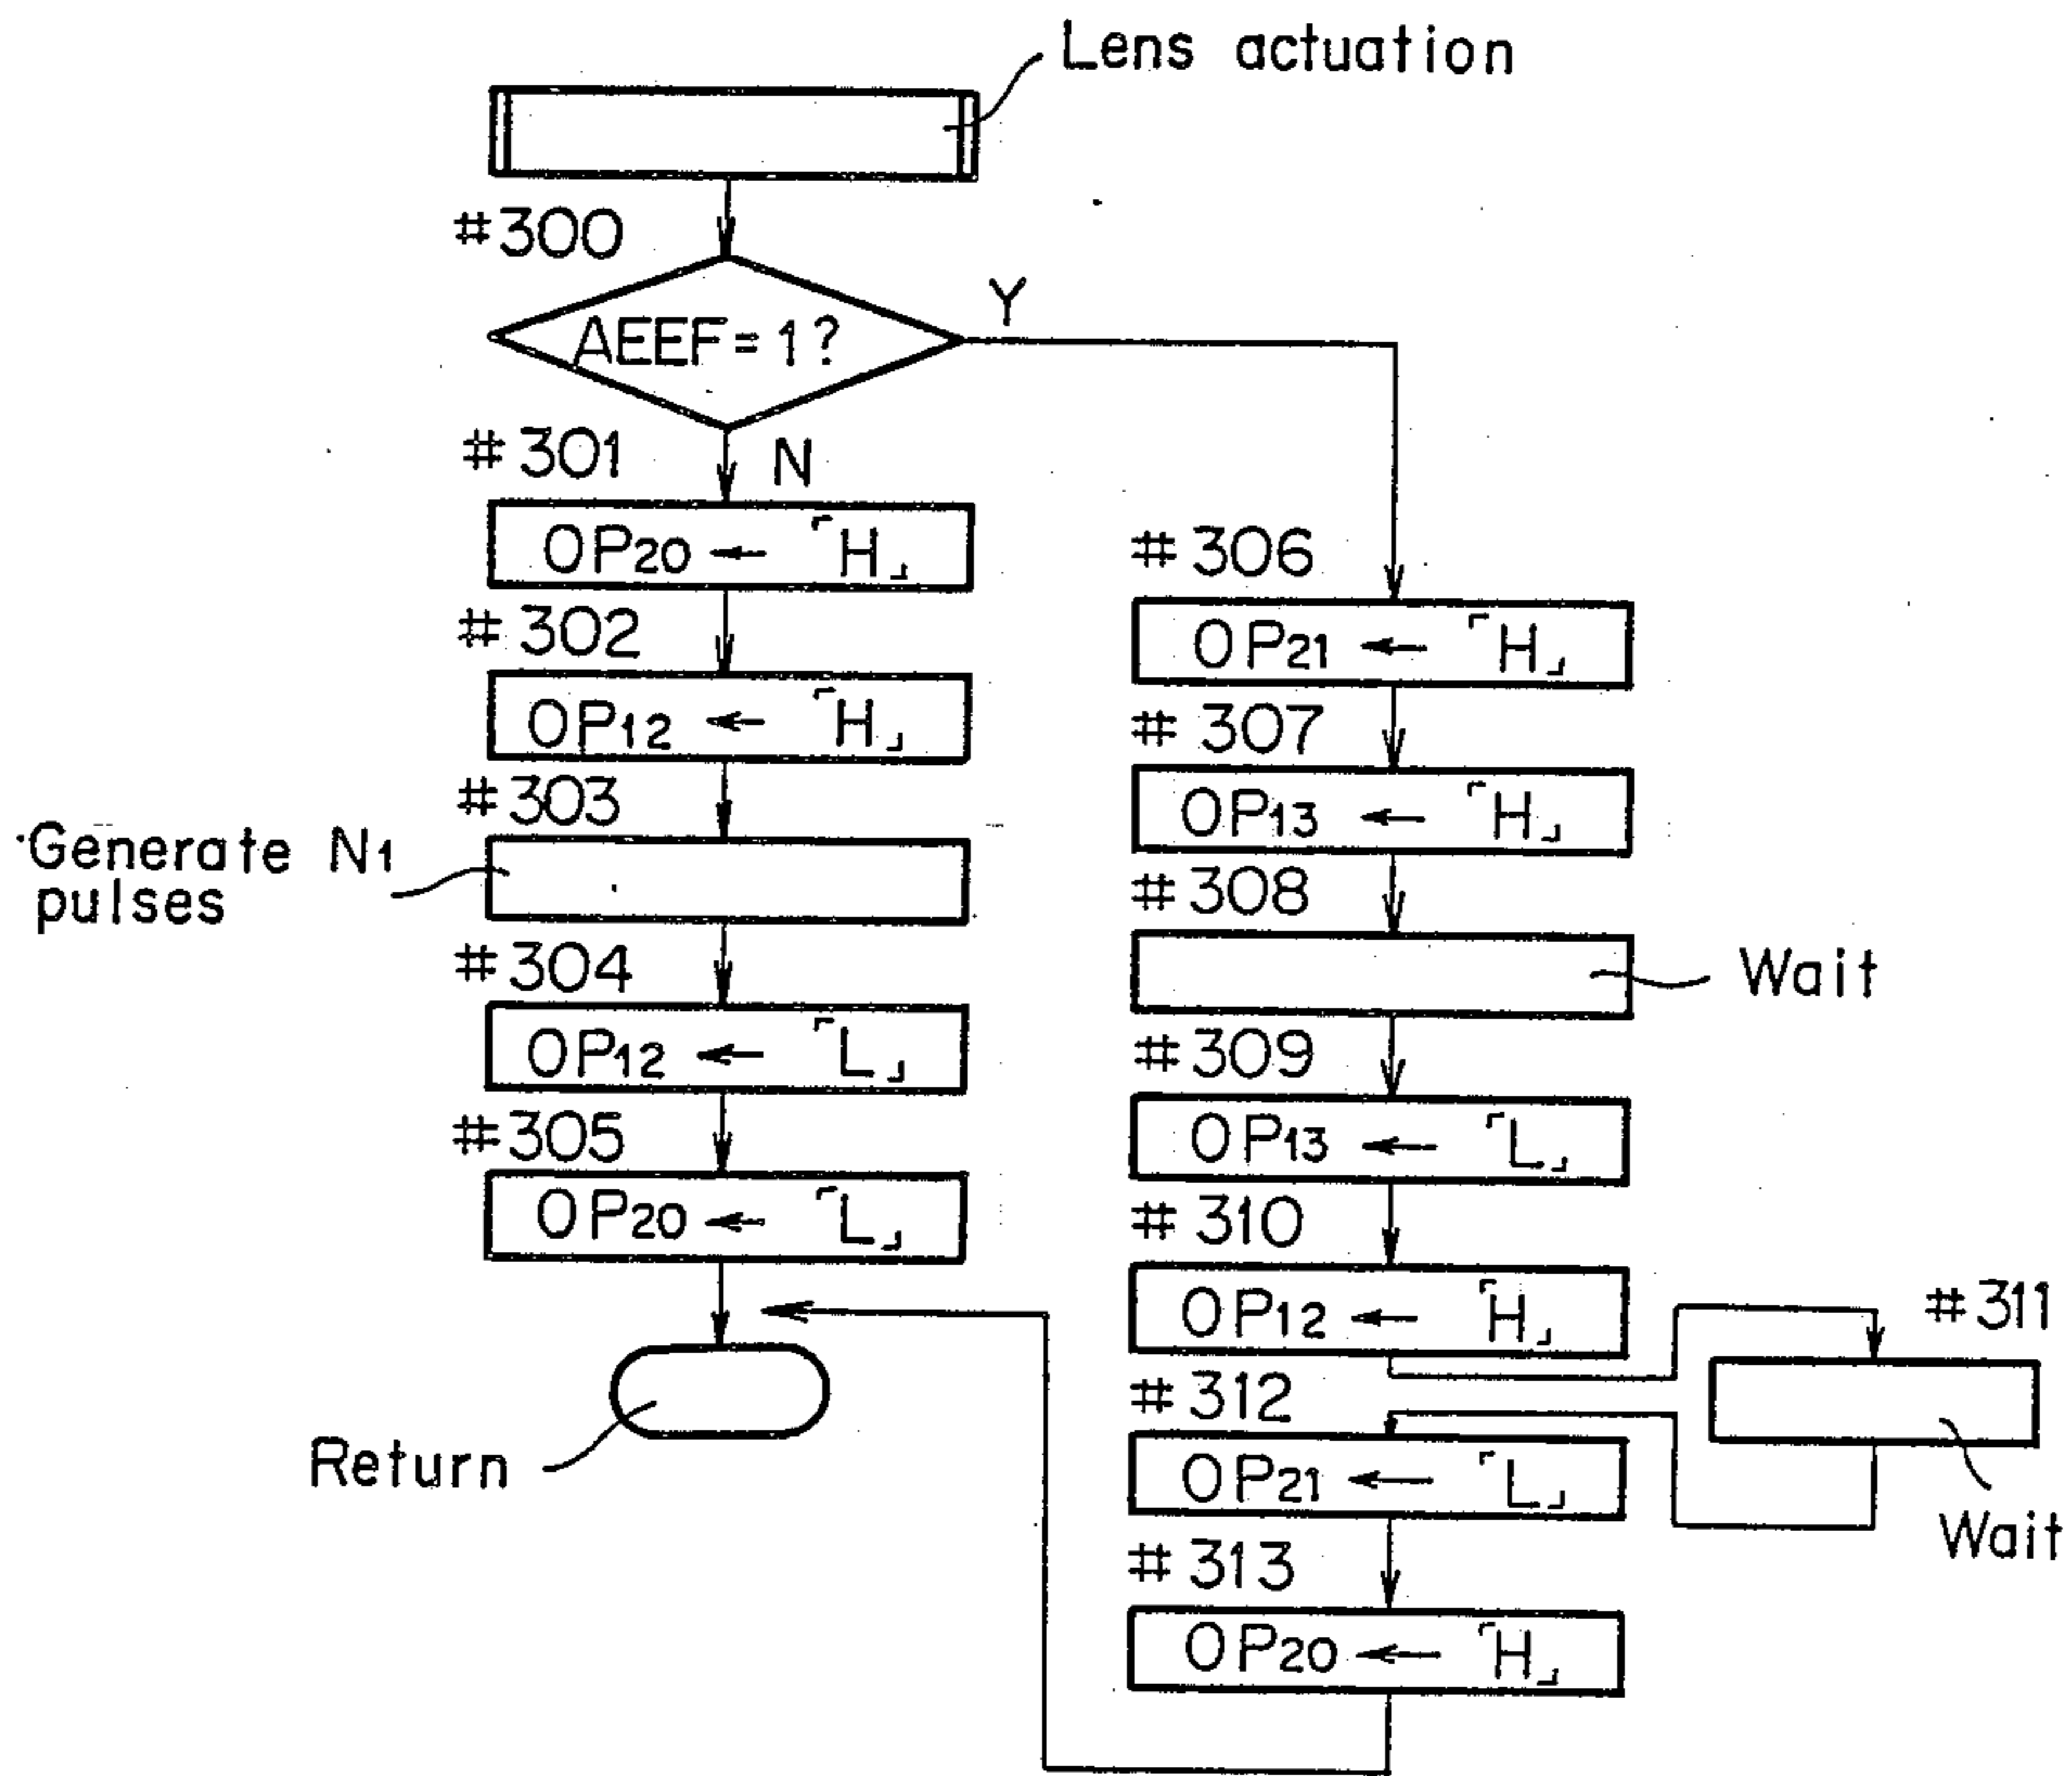 Lens actuation
#300
AEEF=1?
Y
#301
N
OP20 ← 「H」
#302
OP12 ← 「H」
#303
Generate N1
pulses
#304
OP12 ← 「L」
#305
OP20 ← 「L」
Return
#306
OP21 ← 「H」
#307
OP13 ← 「H」
#308
Wait
#309
OP13 ← 「L」
#310
OP12 ← 「H」
#311
Wait
#312
OP21 ← 「L」
#313
OP20 ← 「H」